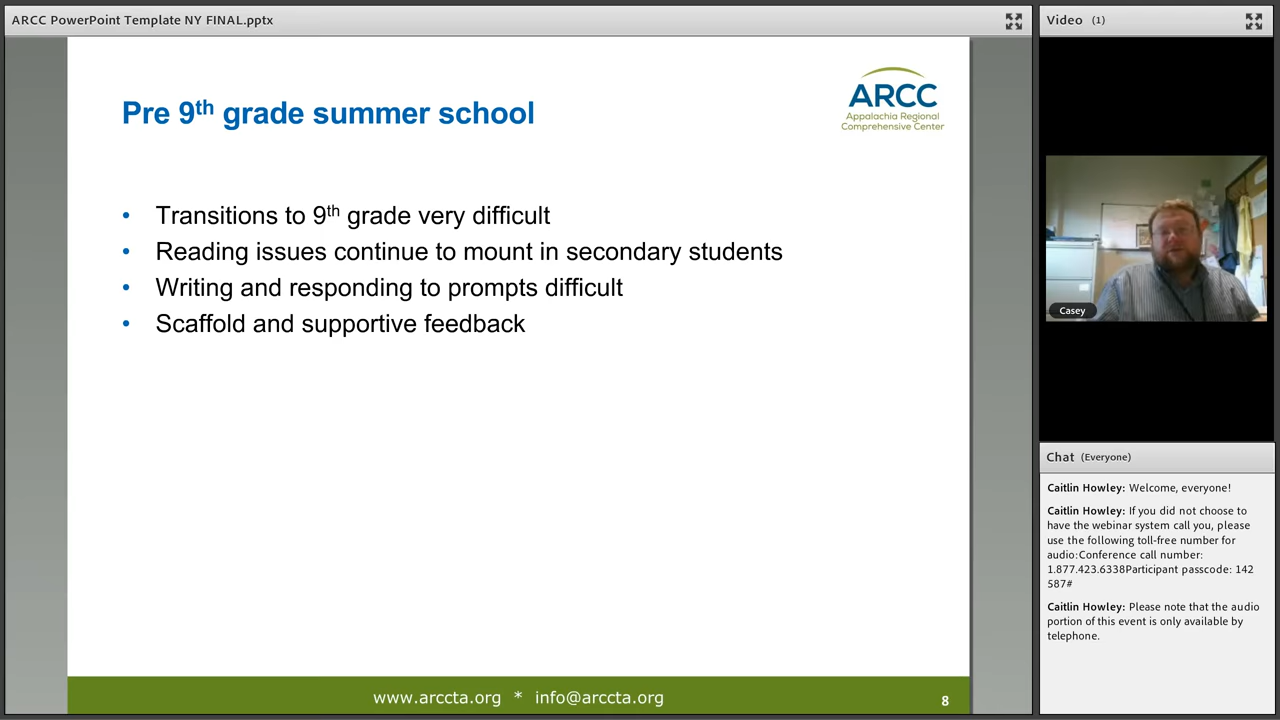 ARCC PowerPoint Template NY FINAL.pptx
Pre 9th grade summer school
ARCC
Appalachia Regional
Comprehensive Center
• Transitions to 9th grade very difficult
• Reading issues continue to mount in secondary students
• Writing and responding to prompts difficult
• Scaffold and supportive feedback
www.arccta.org * info@arccta.org
8
Video (1)
Casey
Chat (Everyone)
Caitlin Howley: Welcome, everyone!
Caitlin Howley: If you did not choose to
have the webinar system call you, please
use the following toll-free number for
audio:Conference call number:
1.877.423.6338Participant passcode: 142
587#
Caitlin Howley: Please note that the audio
portion of this event is only available by
telephone.